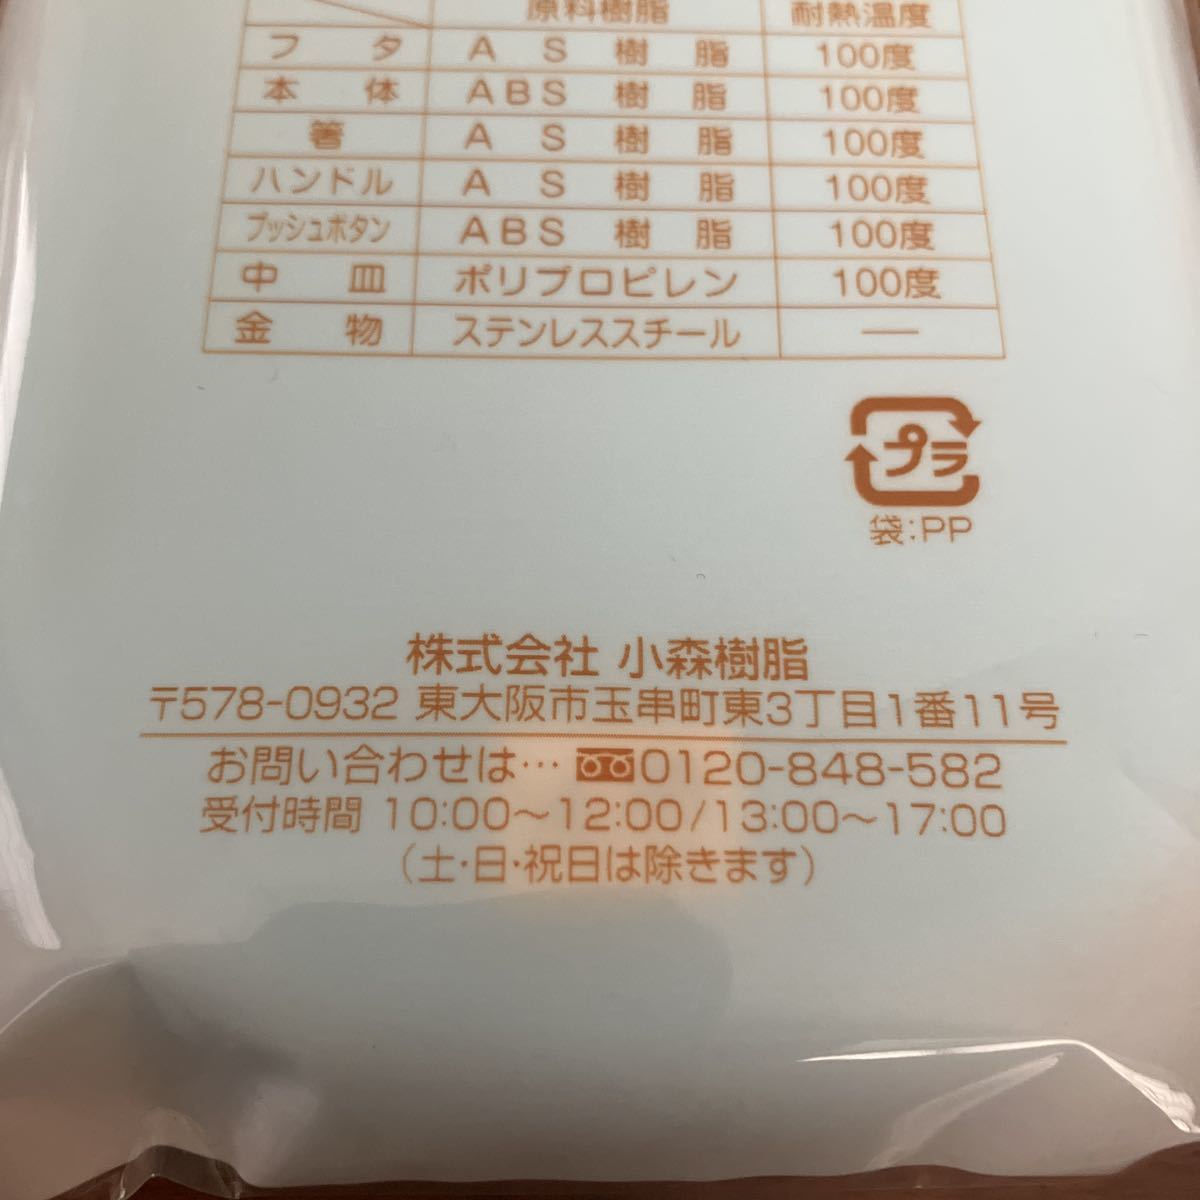 原料樹脂 耐熱温度
フタ AS樹脂 100度
本体 ABS樹脂 100度
箸 AS樹脂 100度
ハンドル AS樹脂 100度
プッシュボタン ABS樹脂 100度
中皿 ポリプロピレン 100度
金物 ステンレススチール —
プラ
袋:PP
株式会社 小森樹脂
〒578-0932 東大阪市玉串町東3丁目1番11号
お問い合わせは… 0120-848-582
受付時間 10:00～12:00/13:00～17:00
(土・日・祝日は除きます)